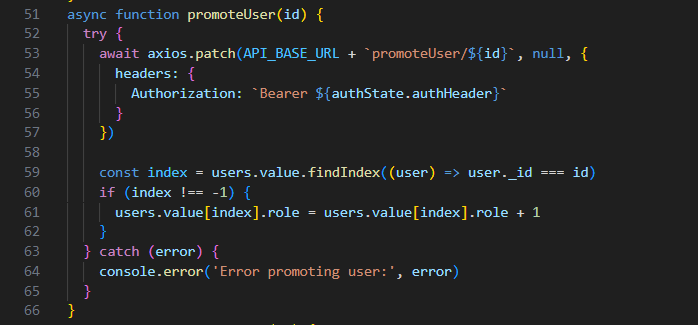 51 async function promoteUser(id) {
52   try {
53     await axios.patch(API_BASE_URL + `promoteUser/${id}`, null, {
54       headers: {
55         Authorization: `Bearer ${authState.authHeader}`
56       }
57     })
58
59     const index = users.value.findIndex((user) => user._id === id)
60     if (index !== -1) {
61       users.value[index].role = users.value[index].role + 1
62     }
63   } catch (error) {
64     console.error('Error promoting user:', error)
65   }
66 }